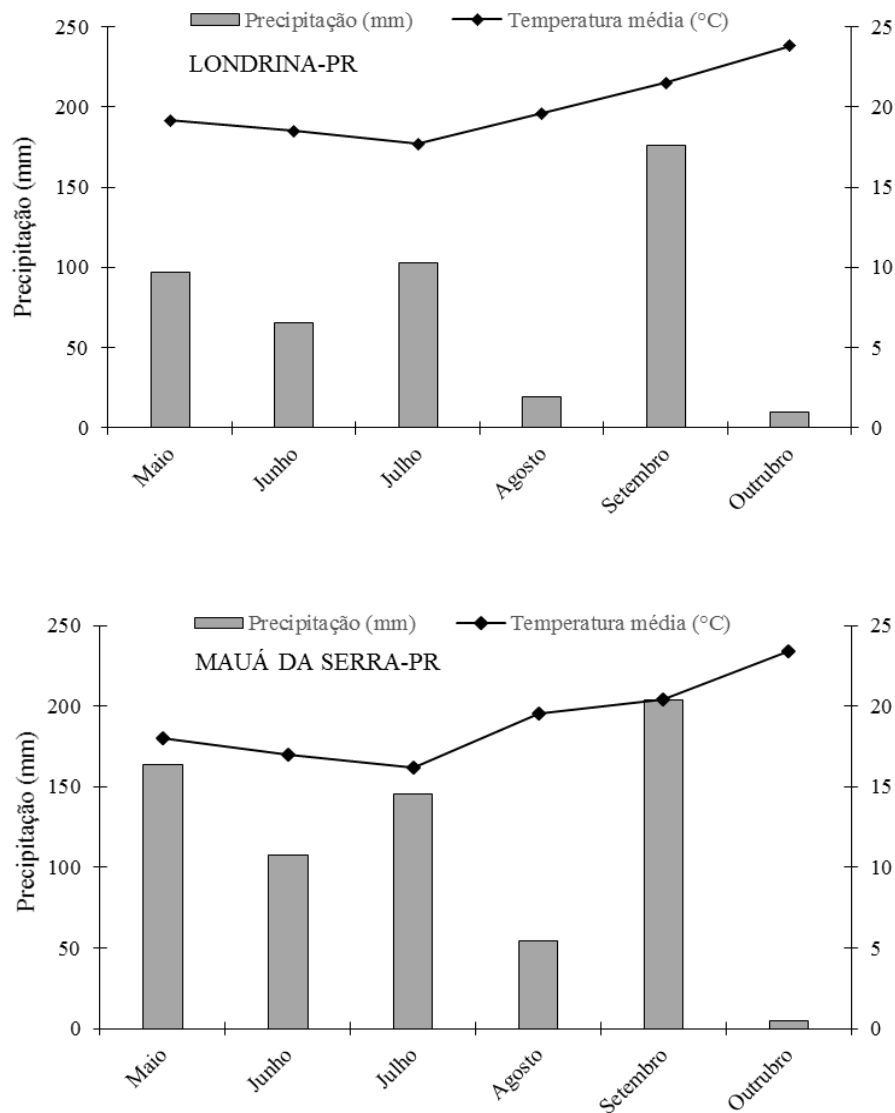 Precipitação (mm) Temperatura média (°C)
LONDRINA-PR
Precipitação (mm)
250
200
150
100
50
0
25
20
15
10
5
0
Maio
Junho
Julho
Agosto
Setembro
Outrubro
Precipitação (mm) Temperatura média (°C)
MAUÁ DA SERRA-PR
Precipitação (mm)
250
200
150
100
50
0
25
20
15
10
5
0
Maio
Junho
Julho
Agosto
Setembro
Outrubro